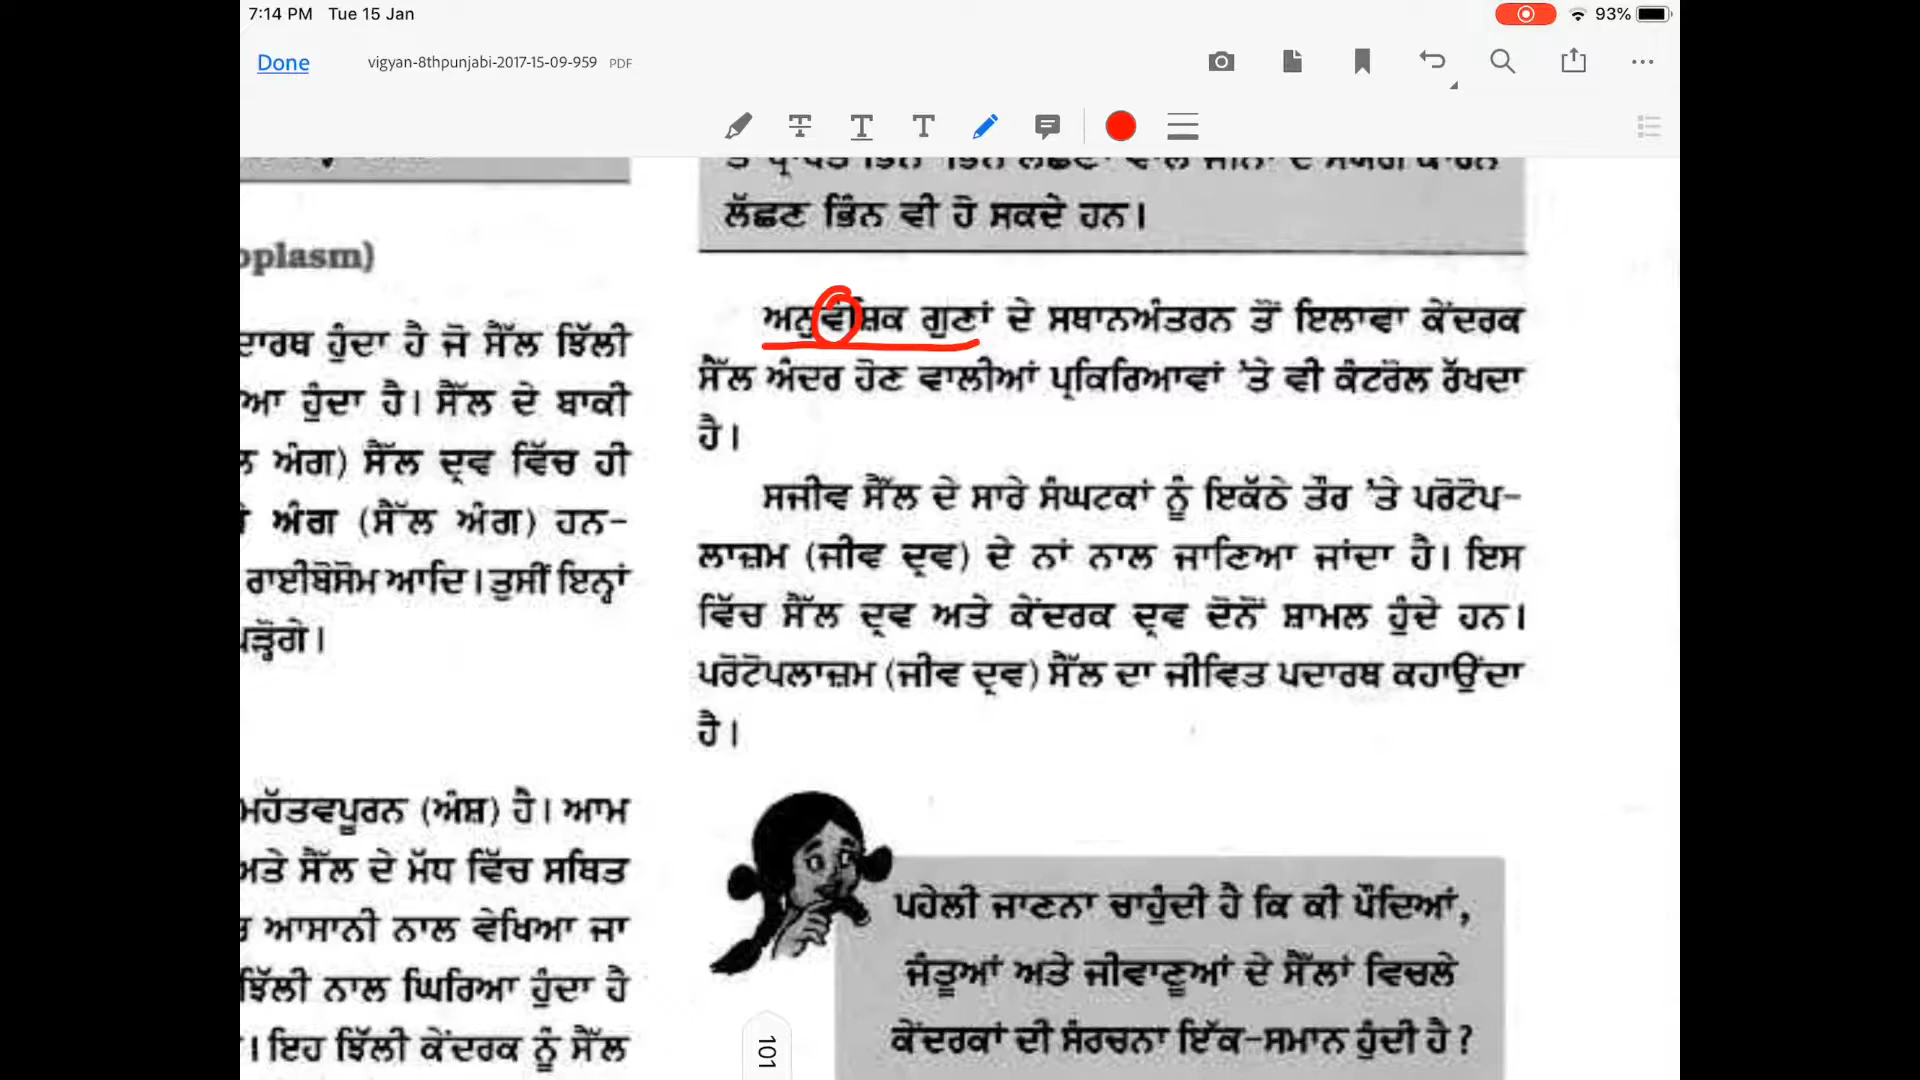 7:14 PM Tue 15 Jan
93%
Done
vigyan-8thpunjabi-2017-15-09-959 PDF
oplasm)
ਹੁੰਦਾ ਹੈ ਜੋ ਸੈੱਲ ਝਿੱਲੀ
ਹੁੰਦਾ ਹੈ। ਸੈੱਲ ਦੇ ਬਾਕੀ
ਅੰਗ) ਸੈੱਲ ਦ੍ਰਵ ਵਿੱਚ ਹੀ
ਅੰਗ (ਸੈੱਲ ਅੰਗ) ਹਨ-
ਰਾਈਬੋਸੋਮ ਆਦਿ। ਤੁਸੀਂ ਇਨ੍ਹਾਂ
ਪੜ੍ਹੋਗੇ।
ਮਹੱਤਵਪੂਰਨ (ਅੰਸ਼) ਹੈ। ਆਮ
ਅਤੇ ਸੈੱਲ ਦੇ ਮੱਧ ਵਿੱਚ ਸਥਿਤ
ਆਸਾਨੀ ਨਾਲ ਵੇਖਿਆ ਜਾ
ਝਿੱਲੀ ਨਾਲ ਘਿਰਿਆ ਹੁੰਦਾ ਹੈ
। ਇਹ ਝਿੱਲੀ ਕੇਂਦਰਕ ਨੂੰ ਸੈੱਲ
ਲੱਛਣ ਭਿੰਨ ਵੀ ਹੋ ਸਕਦੇ ਹਨ।
ਅਨੁਵੰਸ਼ਿਕ ਗੁਣਾਂ ਦੇ ਸਥਾਨਅੰਤਰਨ ਤੋਂ ਇਲਾਵਾ ਕੇਂਦਰਕ
ਸੈੱਲ ਅੰਦਰ ਹੋਣ ਵਾਲੀਆਂ ਪ੍ਰਕਿਰਿਆਵਾਂ 'ਤੇ ਵੀ ਕੰਟਰੋਲ ਰੱਖਦਾ
ਹੈ।
ਸਜੀਵ ਸੈੱਲ ਦੇ ਸਾਰੇ ਸੰਘਟਕਾਂ ਨੂੰ ਇਕੱਠੇ ਤੌਰ 'ਤੇ ਪਰੋਟੋਪ-
ਲਾਜ਼ਮ (ਜੀਵ ਦ੍ਰਵ) ਦੇ ਨਾਂ ਨਾਲ ਜਾਣਿਆ ਜਾਂਦਾ ਹੈ। ਇਸ
ਵਿੱਚ ਸੈੱਲ ਦ੍ਰਵ ਅਤੇ ਕੇਂਦਰਕ ਦ੍ਰਵ ਦੋਨੋਂ ਸ਼ਾਮਲ ਹੁੰਦੇ ਹਨ।
ਪਰੋਟੋਪਲਾਜ਼ਮ (ਜੀਵ ਦ੍ਰਵ) ਸੈੱਲ ਦਾ ਜੀਵਿਤ ਪਦਾਰਥ ਕਹਾਉਂਦਾ
ਹੈ।
ਪਹੇਲੀ ਜਾਣਨਾ ਚਾਹੁੰਦੀ ਹੈ ਕਿ ਕੀ ਪੌਦਿਆਂ,
ਜੰਤੂਆਂ ਅਤੇ ਜੀਵਾਣੂਆਂ ਦੇ ਸੈੱਲਾਂ ਵਿਚਲੇ
ਕੇਂਦਰਕਾਂ ਦੀ ਸੰਰਚਨਾ ਇੱਕ-ਸਮਾਨ ਹੁੰਦੀ ਹੈ?
101